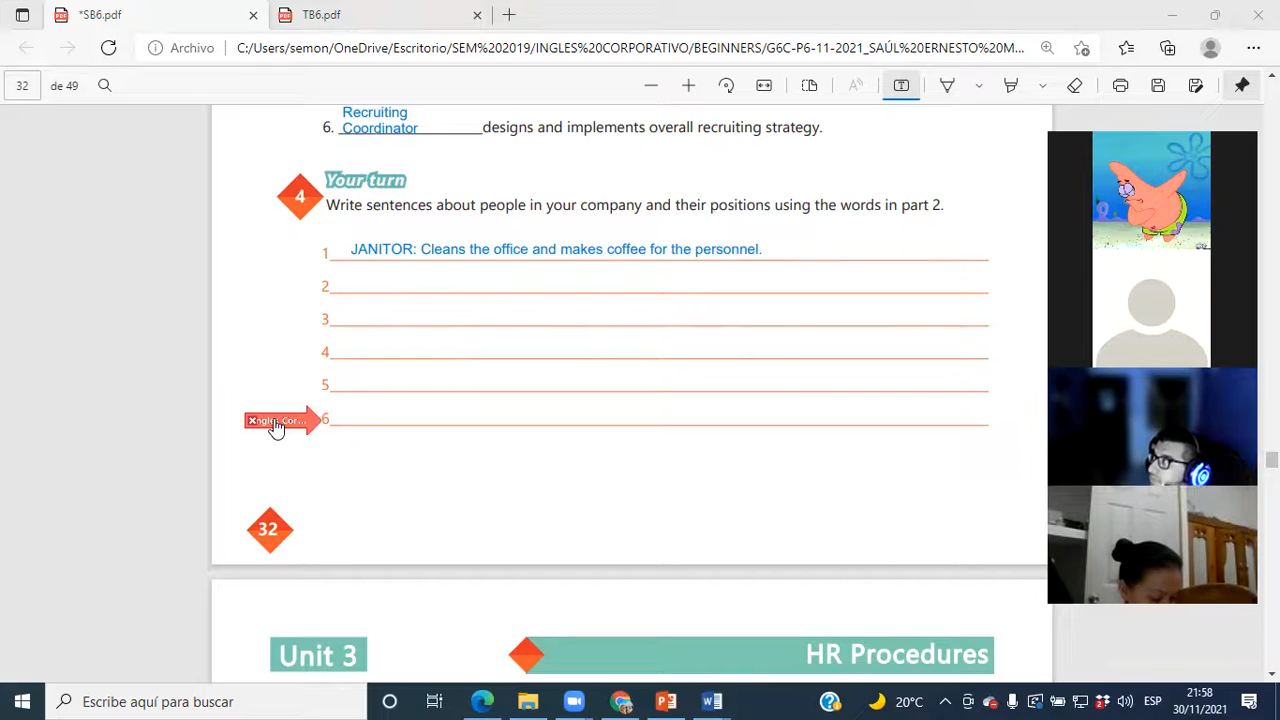 *SB6.pdf
TB6.pdf
Archivo
C:/Users/semon/OneDrive/Escritorio/SEM%202019/INGLES%20CORPORATIVO/BEGINNERS/G6C-P6-11-2021_SAÚL%20ERNESTO%20M...
32
de 49
Recruiting
6. Coordinator designs and implements overall recruiting strategy.
4
Your turn
Write sentences about people in your company and their positions using the words in part 2.
1 JANITOR: Cleans the office and makes coffee for the personnel.
2
3
4
5
6
32
Unit 3
HR Procedures
Escribe aquí para buscar
20°C
ESP
21:58
30/11/2021